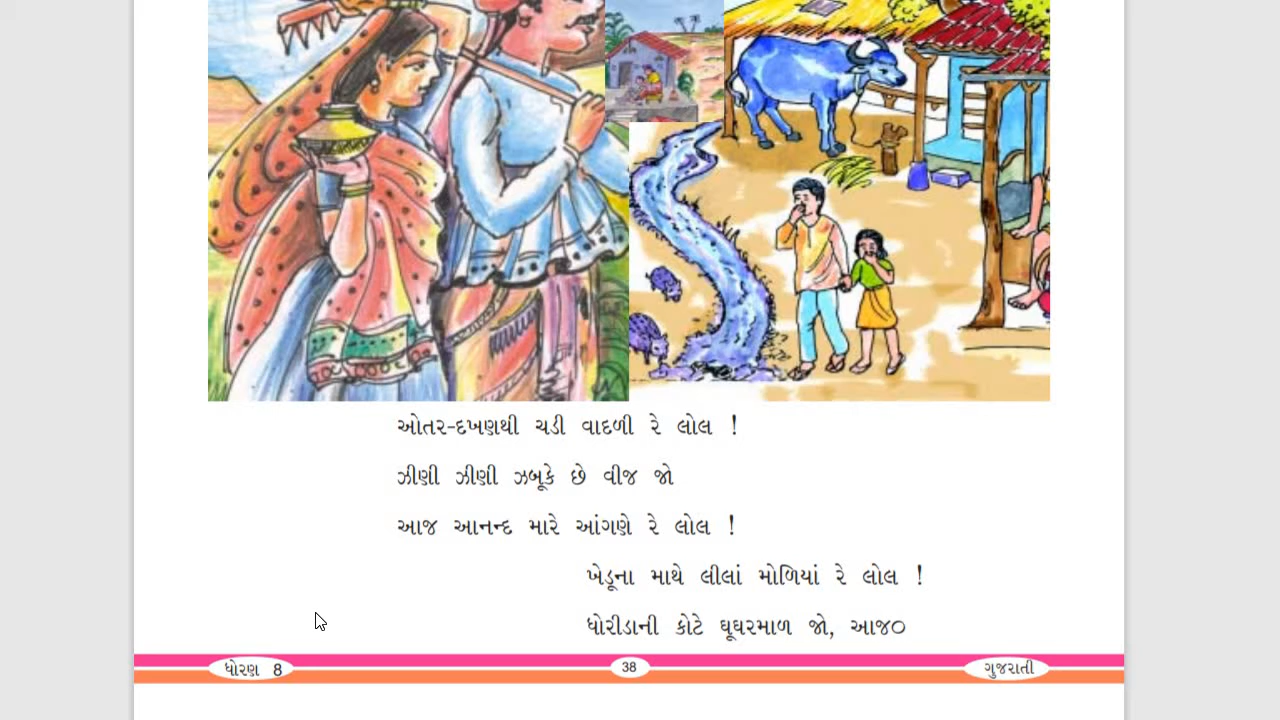 ઓતર-દખણથી ચડી વાદળી રે લોલ !
ઝીણી ઝીણી ઝબૂકે છે વીજ જો
આજ આનન્દ મારે આંગણે રે લોલ !
ખેડૂના માથે લીલાં મોળિયાં રે લોલ !
ધોરીડાની કોટે ઘૂઘરમાળ જો, આજ૦
ધોરણ 8
38
ગુજરાતી